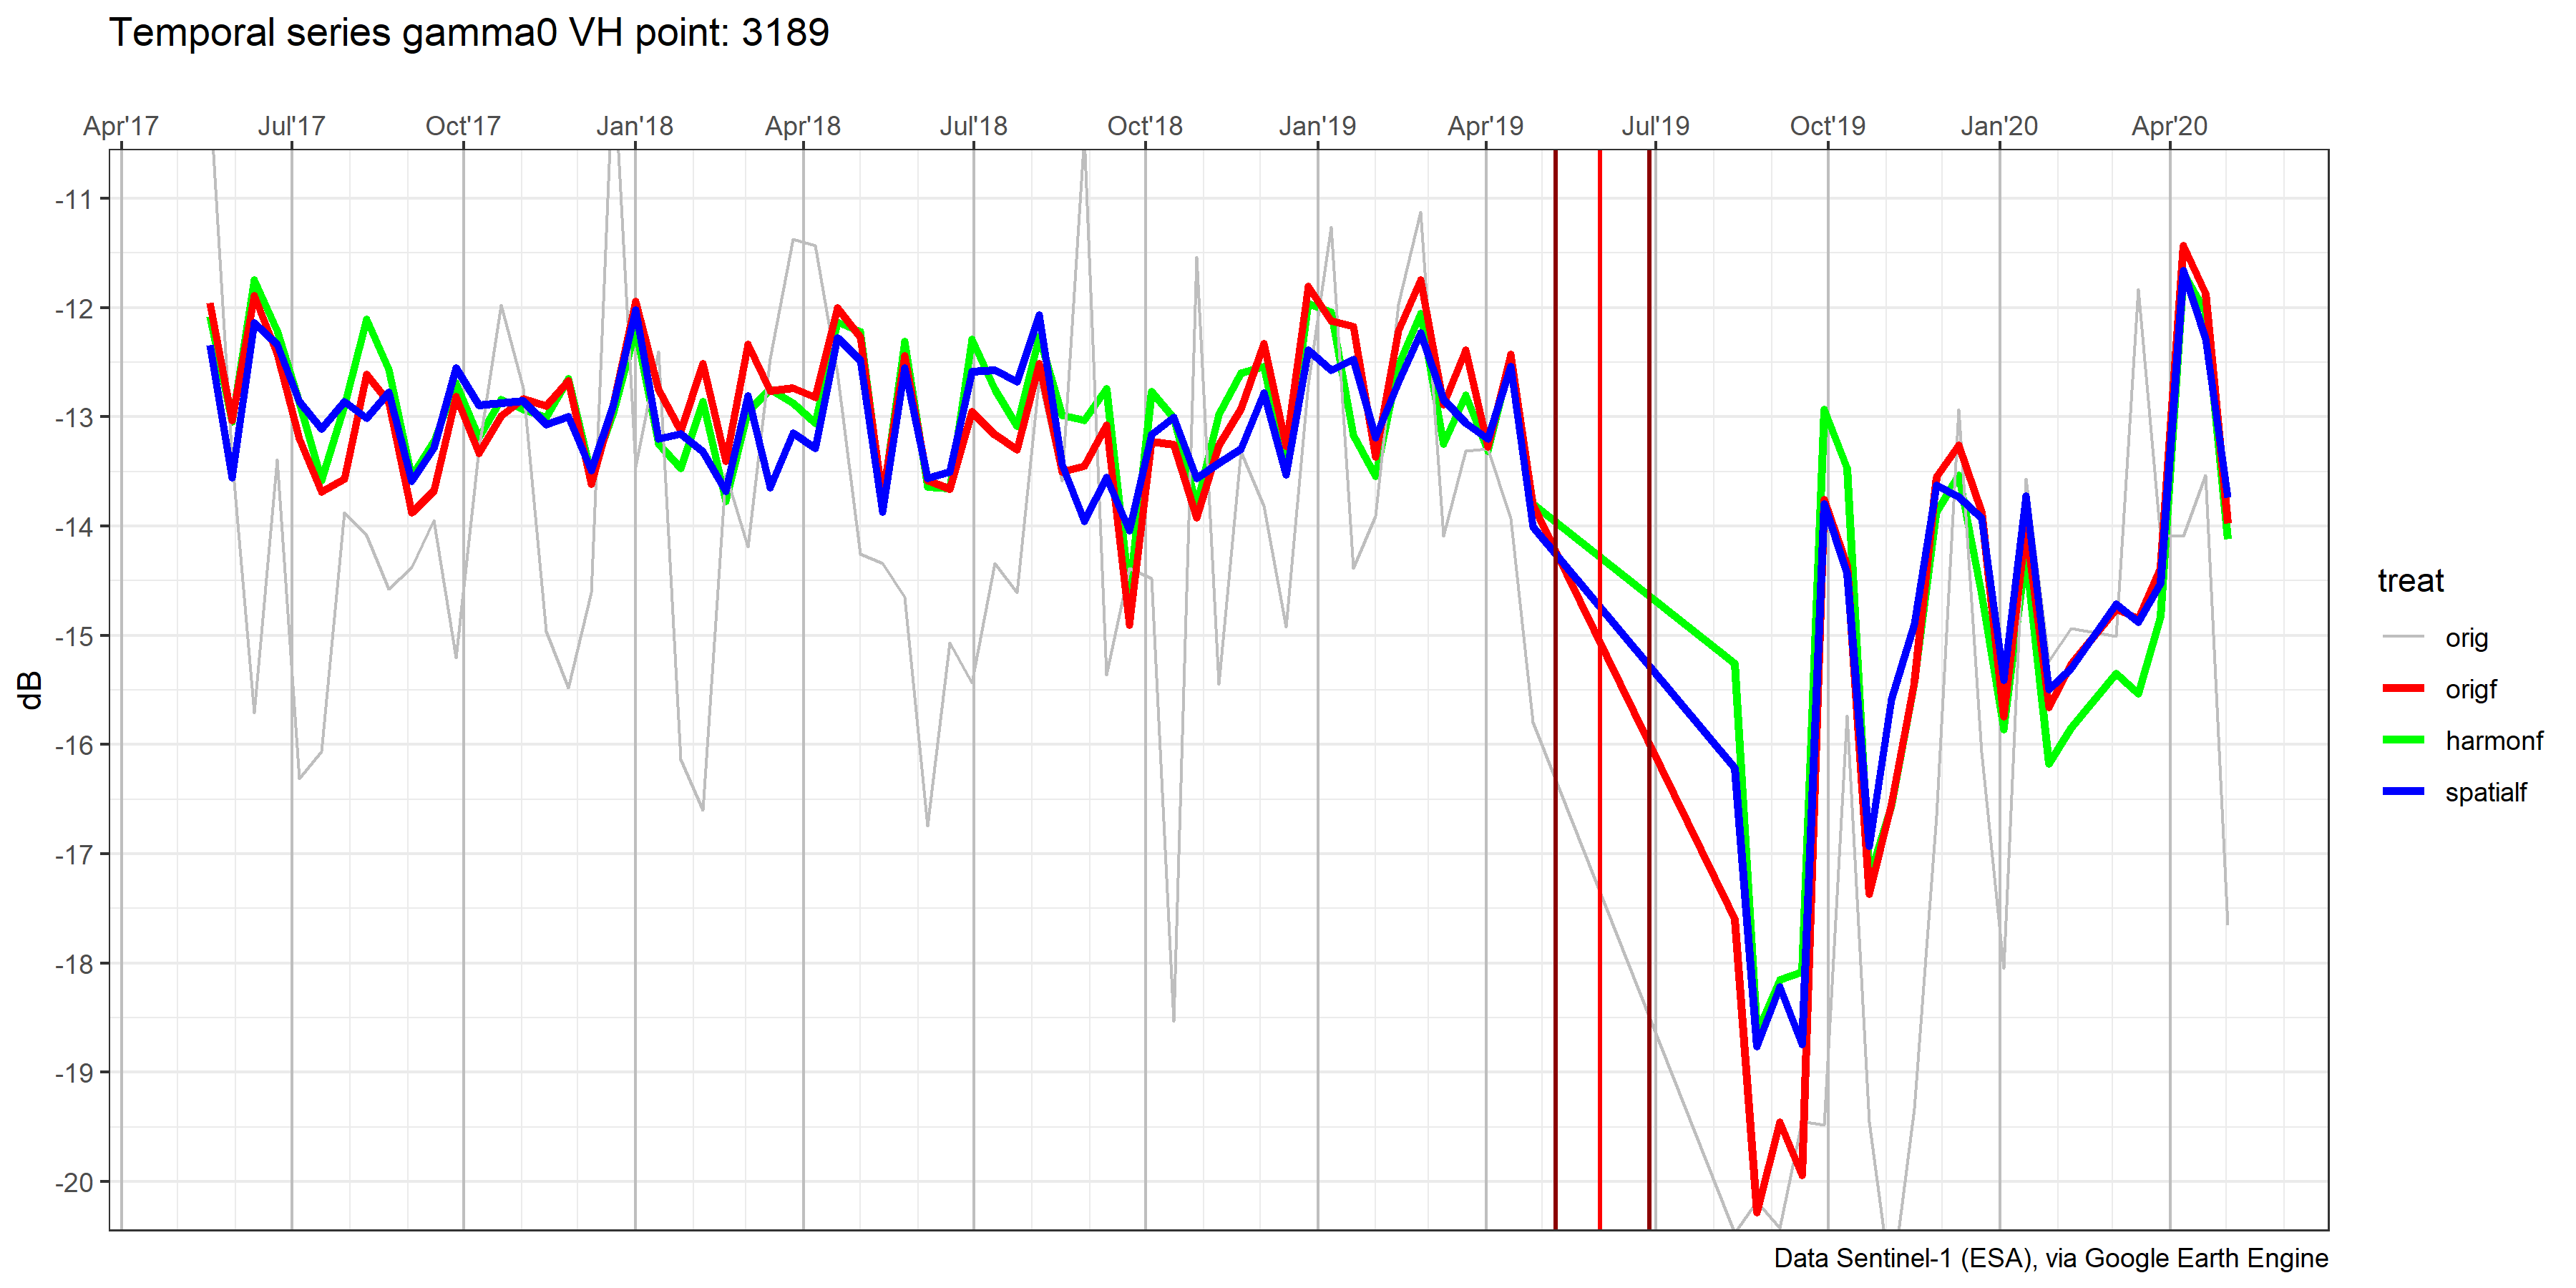 Temporal series gamma0 VH point: 3189
Apr'17 Jul'17 Oct'17 Jan'18 Apr'18 Jul'18 Oct'18 Jan'19 Apr'19 Jul'19 Oct'19 Jan'20 Apr'20
-11
-12
-13
-14
-15
-16
-17
-18
-19
-20
dB
treat
orig
origf
harmonf
spatialf
Data Sentinel-1 (ESA), via Google Earth Engine